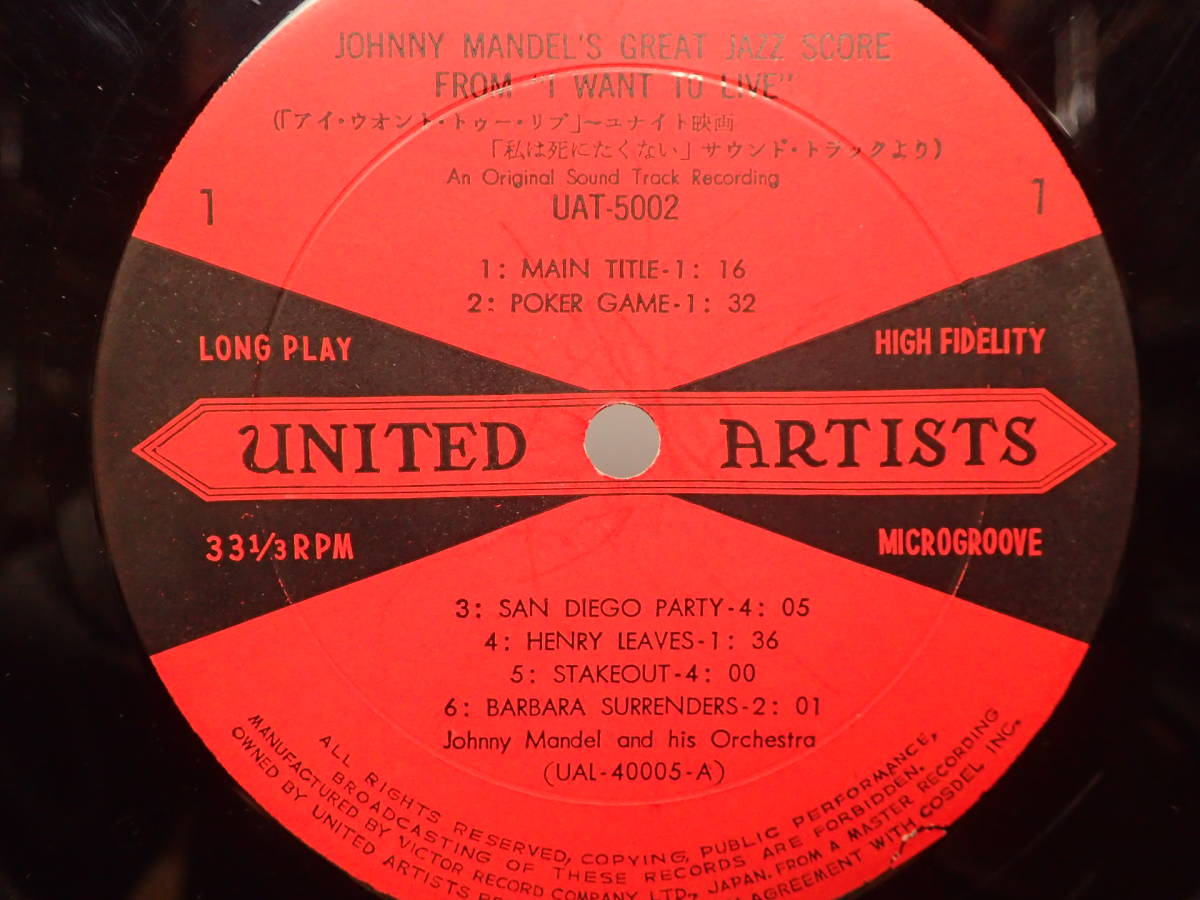 JOHNNY MANDEL'S GREAT JAZZ SCORE
FROM "I WANT TO LIVE"
(「アイ・ウオント・トゥー・リブ」～ユナイト映画
「私は死にたくない」サウンド・トラックより)
An Original Sound Track Recording
UAT-5002
1
1
1: MAIN TITLE-1: 16
2: POKER GAME-1: 32
LONG PLAY
HIGH FIDELITY
UNITED ARTISTS
33 1/3 RPM
MICROGROOVE
3: SAN DIEGO PARTY-4: 05
4: HENRY LEAVES-1: 36
5: STAKEOUT-4: 00
6: BARBARA SURRENDERS-2: 01
Johnny Mandel and his Orchestra
(UAL-40005-A)
ALL RIGHTS RESERVED, COPYING, PUBLIC PERFORMANCE,
BROADCASTING OF THESE RECORDS ARE FORBIDDEN.
MANUFACTURED BY VICTOR RECORD COMPANY LTD., JAPAN. FROM A MASTER RECORDING
OWNED BY UNITED ARTISTS AGREEMENT WITH COSDEL INC.